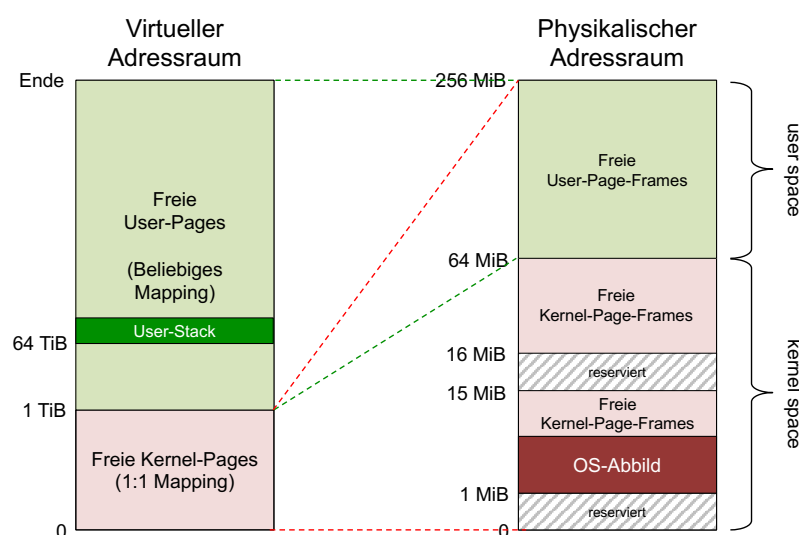 Virtueller
Adressraum
Physikalischer
Adressraum
Ende
Freie
User-Pages
(Beliebiges
Mapping)
User-Stack
64 TiB
1 TiB
Freie Kernel-Pages
(1:1 Mapping)
0
256 MiB
Freie
User-Page-Frames
64 MiB
Freie
Kernel-Page-Frames
16 MiB
reserviert
15 MiB
Freie
Kernel-Page-Frames
OS-Abbild
1 MiB
reserviert
0
user space
kernel space